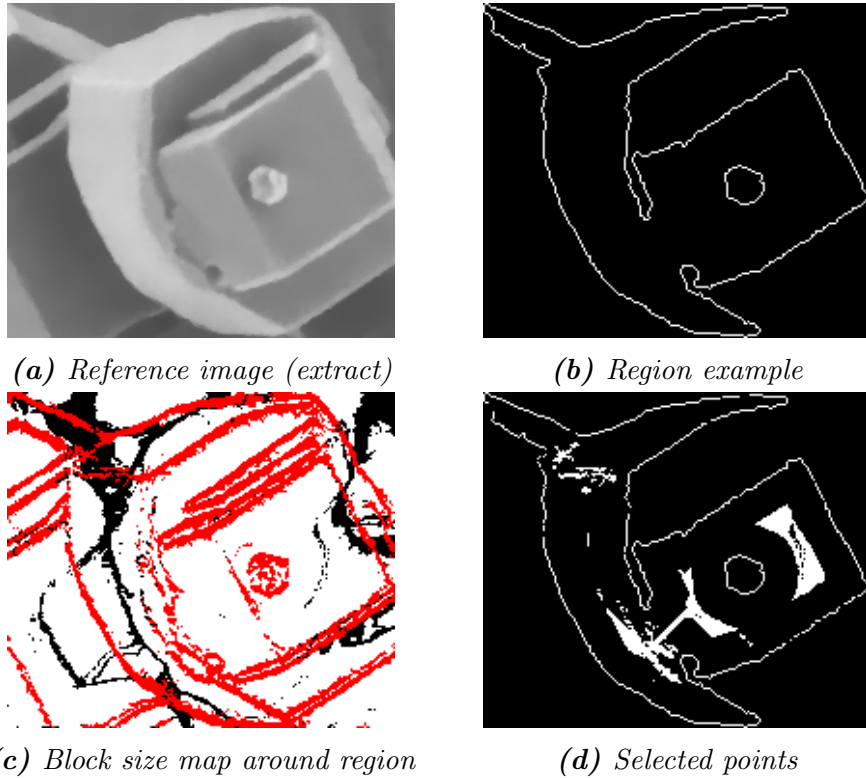 (a) Reference image (extract)
(b) Region example
c) Block size map around region
(d) Selected points